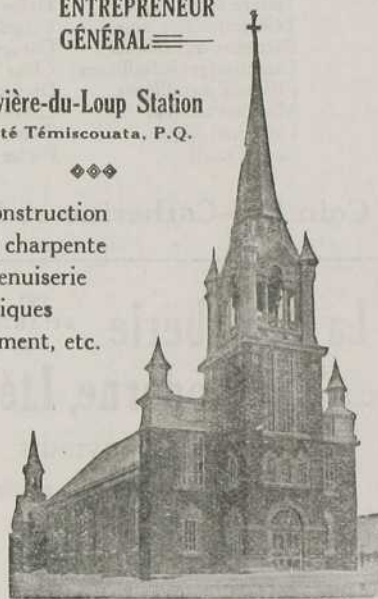 ENTREPRENEUR
GÉNÉRAL
vière-du-Loup Station
té Témiscouata, P.Q.
onstruction
charpente
enuiserie
iques
ment, etc.